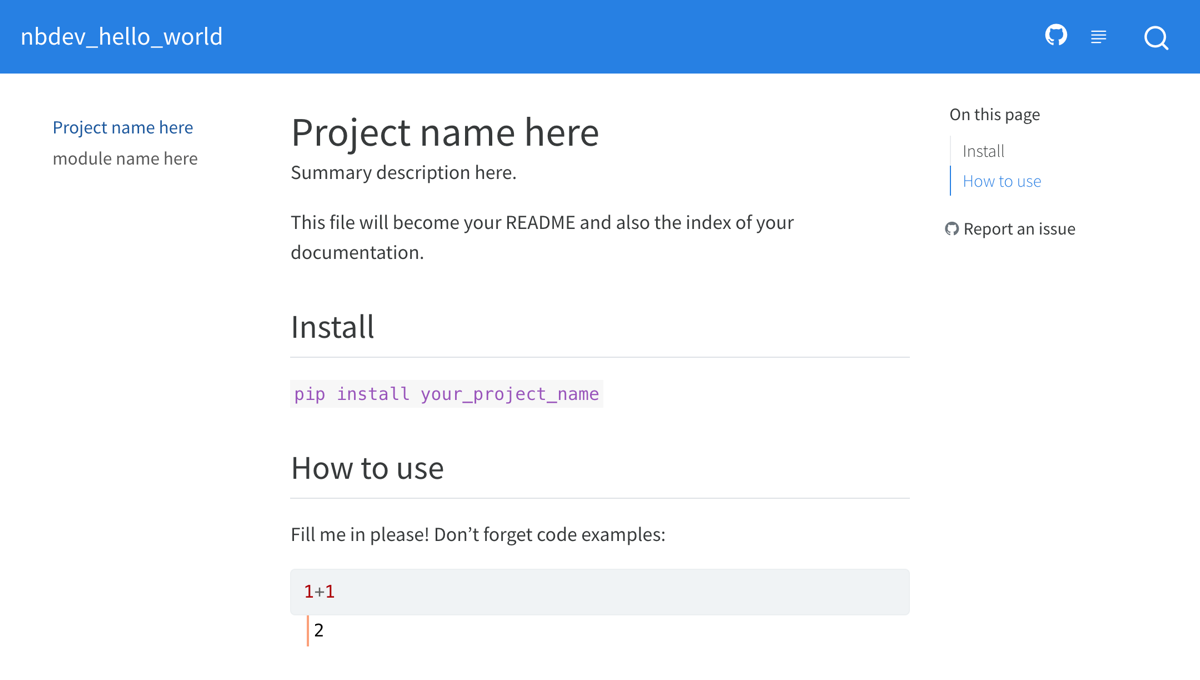 nbdev_hello_world
Project name here
module name here
Project name here
Summary description here.
This file will become your README and also the index of your
documentation.
Install
pip install your_project_name
How to use
Fill me in please! Don’t forget code examples:
1+1
2
On this page
Install
How to use
Report an issue